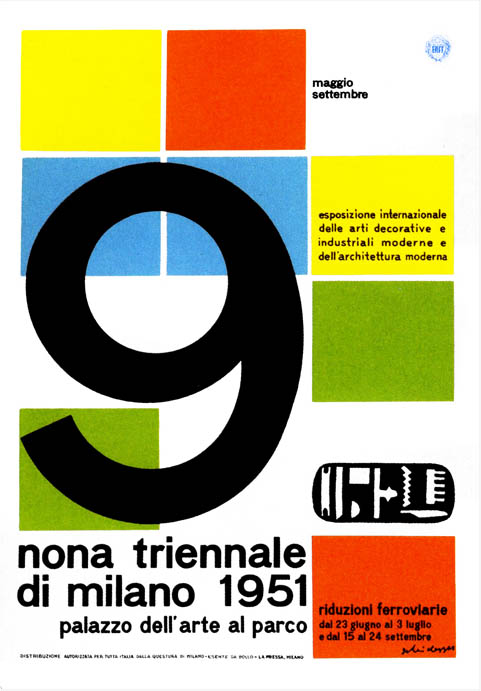 ENIT
maggio
settembre
esposizione internazionale
delle arti decorative e
industriali moderne e
dell'architettura moderna
9
nona triennale
di milano 1951
palazzo dell'arte al parco
riduzioni ferroviarie
dal 23 giugno al 3 luglio
e dal 15 al 24 settembre
DISTRIBUZIONE AUTORIZZATA PER TUTTA ITALIA DALLA QUESTURA DI MILANO - ESENTE DA BOLLO - LA PRESSA, MILANO